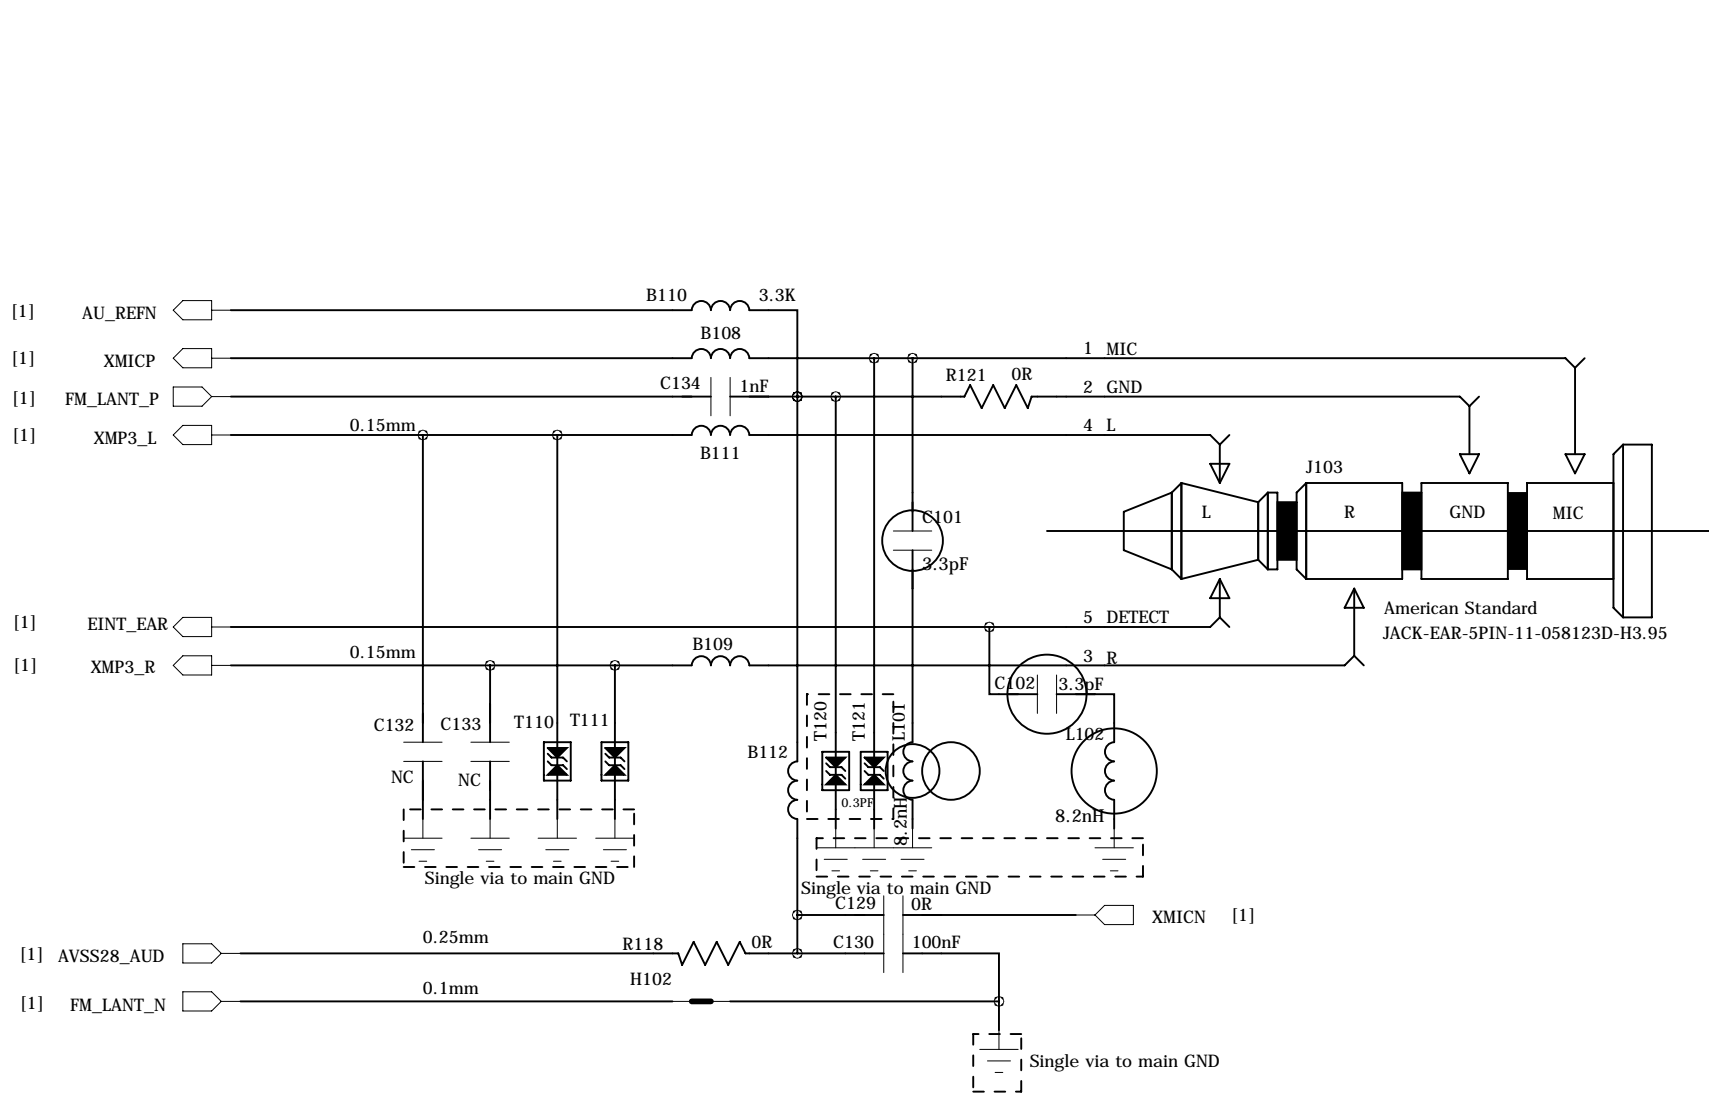 B110 3.3K
[1] AU_REFN
B108
[1] XMICP 1 MIC
C134 1nF R121 0R
[1] FM_LANT_P 2 GND
[1] XMP3_L 0.15mm 4 L
B111
J103
L R GND MIC
C101
3.3pF
American Standard
JACK-EAR-5PIN-11-058123D-H3.95
[1] EINT_EAR 5 DETECT
[1] XMP3_R 0.15mm B109 3 R
C102 3.3pF
C132 C133 T110 T111 T120 T121 L101
L102
B112
NC NC
0.3PF
8.2nH
8.2nH
Single via to main GND
Single via to main GND
C129 0R XMICN [1]
[1] AVSS28_AUD 0.25mm R118 0R C130 100nF
H102
[1] FM_LANT_N 0.1mm
Single via to main GND